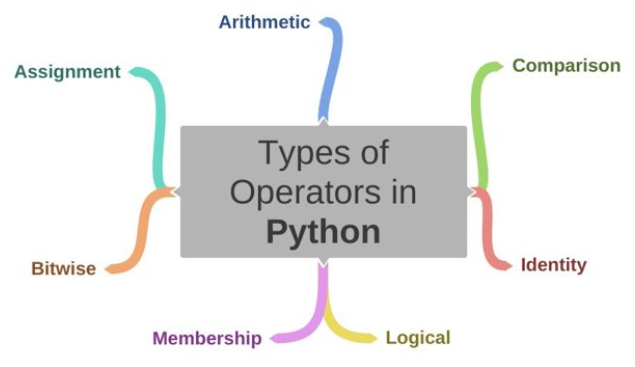 Arithmetic
Assignment
Comparison
Types of
Operators in
Python
Bitwise
Identity
Membership
Logical